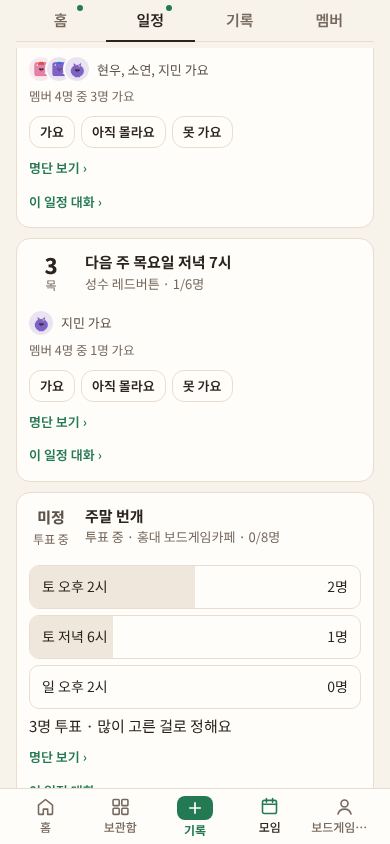 홈 일정 기록 멤버
현우, 소연, 지민 가요
멤버 4명 중 3명 가요
가요 아직 몰라요 못 가요
명단 보기 ›
이 일정 대화 ›
3
목
다음 주 목요일 저녁 7시
성수 레드버튼 · 1/6명
지민 가요
멤버 4명 중 1명 가요
가요 아직 몰라요 못 가요
명단 보기 ›
이 일정 대화 ›
미정
투표 중
주말 번개
투표 중 · 홍대 보드게임카페 · 0/8명
토 오후 2시 2명
토 저녁 6시 1명
일 오후 2시 0명
3명 투표 · 많이 고른 걸로 정해요
명단 보기 ›
홈 보관함 기록 모임 보드게임…